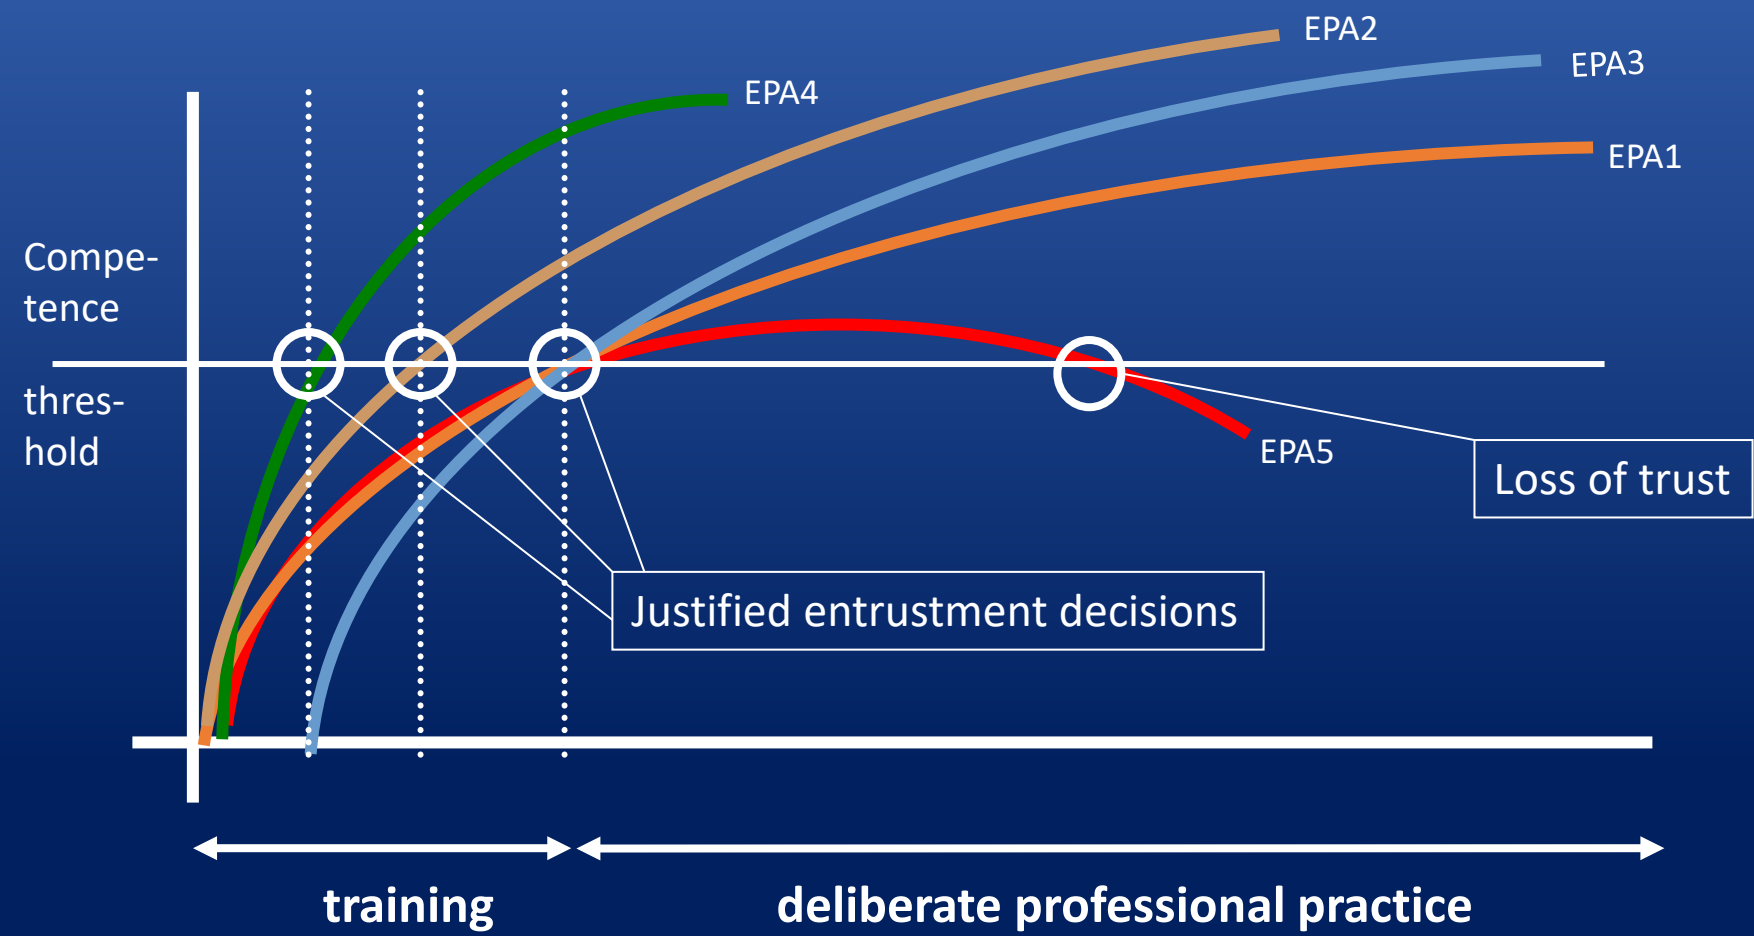 EPA2
EPA3
EPA4
EPA1
Compe-
tence
thres-
hold
EPA5
Loss of trust
Justified entrustment decisions
training
deliberate professional practice